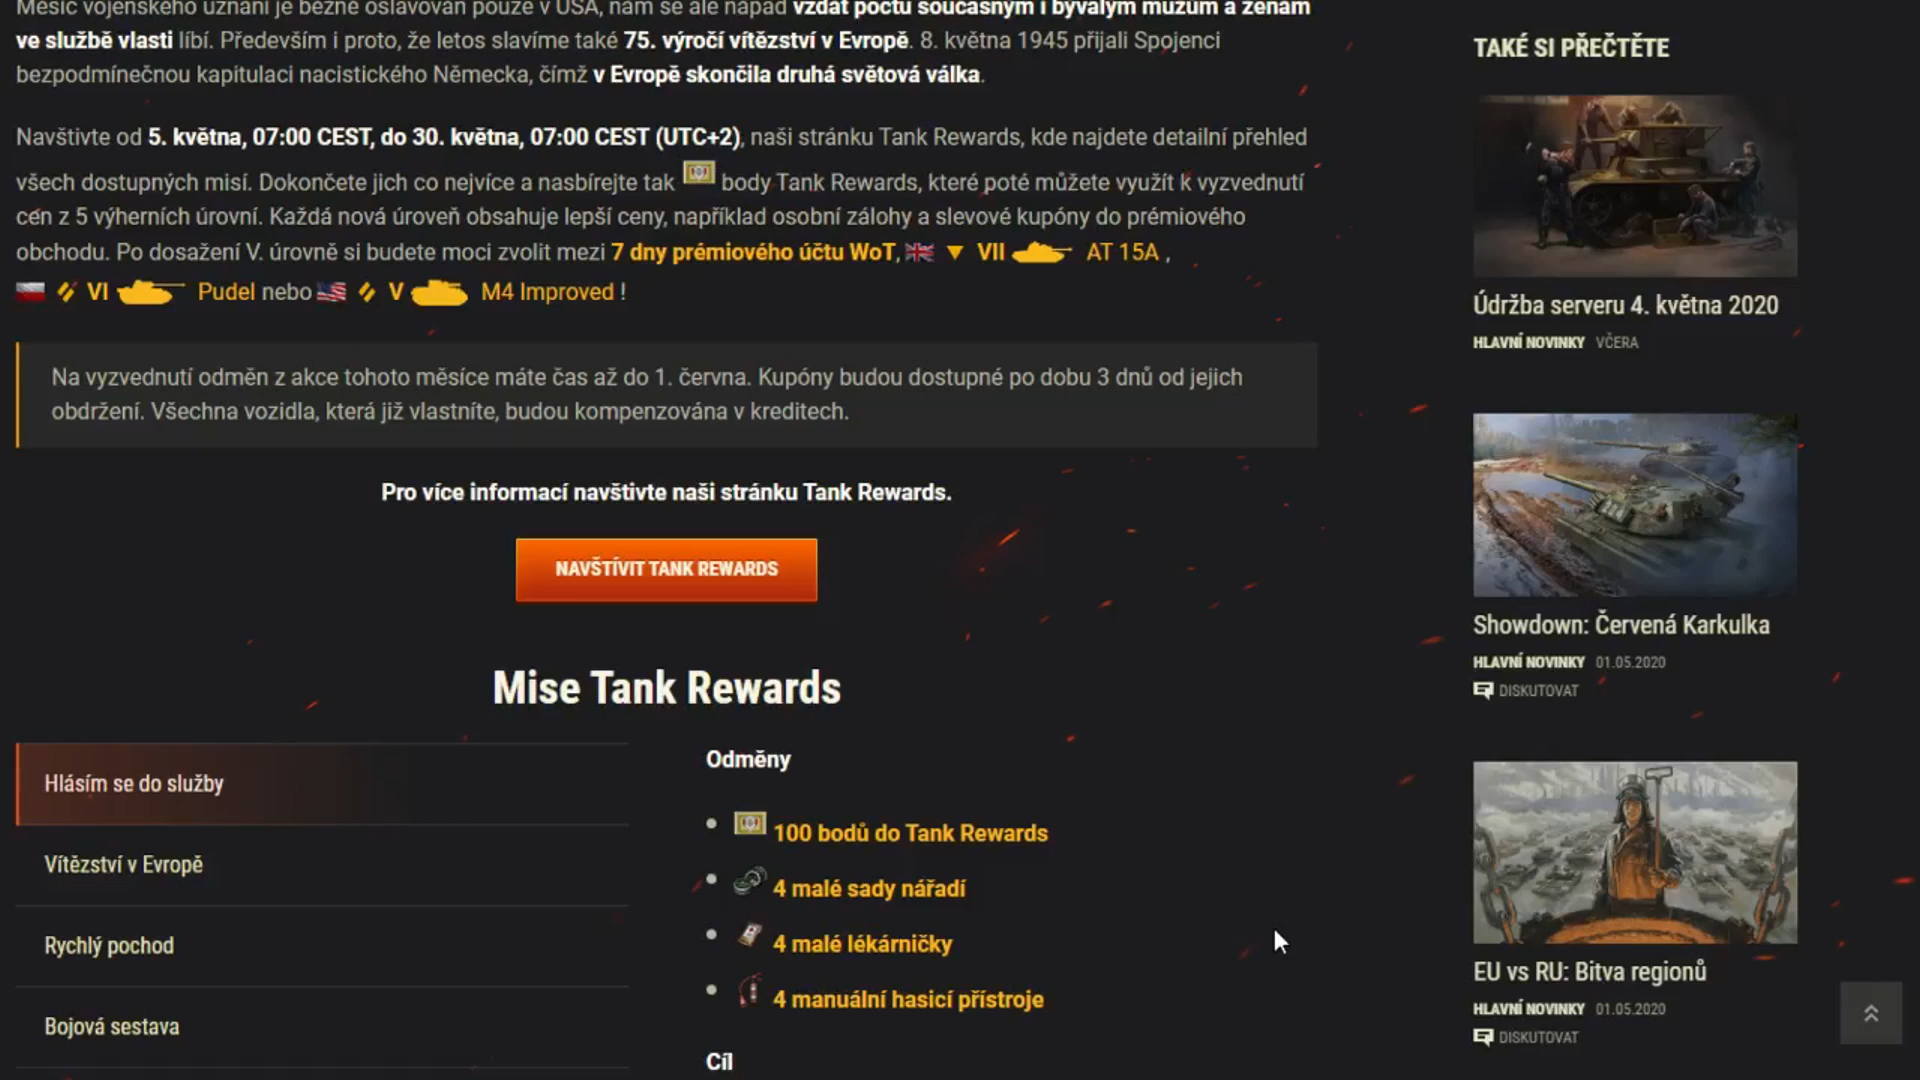 Měsíc vojenského uznání je běžně oslavován pouze v USA, nám se ale nápad vzdát poctu současným i bývalým mužům a ženám
ve službě vlasti líbí. Především i proto, že letos slavíme také 75. výročí vítězství v Evropě. 8. května 1945 přijali Spojenci
bezpodmínečnou kapitulaci nacistického Německa, čímž v Evropě skončila druhá světová válka.
Navštivte od 5. května, 07:00 CEST, do 30. května, 07:00 CEST (UTC+2), naši stránku Tank Rewards, kde najdete detailní přehled
všech dostupných misí. Dokončete jich co nejvíce a nasbírejte tak body Tank Rewards, které poté můžete využít k vyzvednutí
cen z 5 výherních úrovní. Každá nová úroveň obsahuje lepší ceny, například osobní zálohy a slevové kupóny do prémiového
obchodu. Po dosažení V. úrovně si budete moci zvolit mezi 7 dny prémiového účtu WoT, VII AT 15A ,
VI Pudel nebo V M4 Improved !
Na vyzvednutí odměn z akce tohoto měsíce máte čas až do 1. června. Kupóny budou dostupné po dobu 3 dnů od jejich
obdržení. Všechna vozidla, která již vlastníte, budou kompenzována v kreditech.
Pro více informací navštivte naši stránku Tank Rewards.
NAVŠTÍVIT TANK REWARDS
Mise Tank Rewards
Hlásím se do služby
Vítězství v Evropě
Rychlý pochod
Bojová sestava
Odměny
100 bodů do Tank Rewards
4 malé sady nářadí
4 malé lékárničky
4 manuální hasicí přístroje
Cíl
TAKÉ SI PŘEČTĚTE
Údržba serveru 4. května 2020
HLAVNÍ NOVINKY VČERA
Showdown: Červená Karkulka
HLAVNÍ NOVINKY 01.05.2020
DISKUTOVAT
EU vs RU: Bitva regionů
HLAVNÍ NOVINKY 01.05.2020
DISKUTOVAT